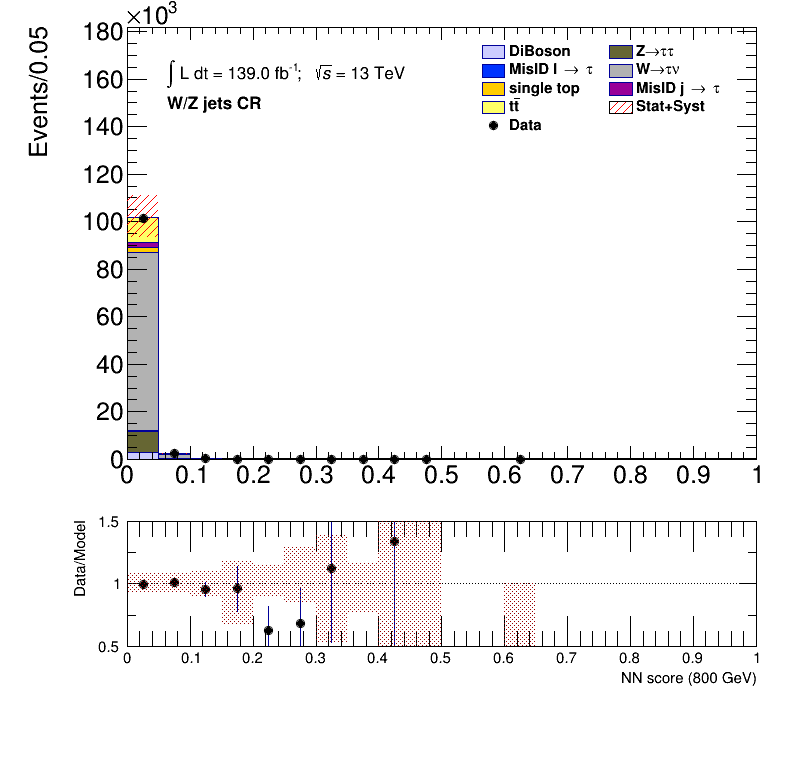 ×10³
Events/0.05
180
160
140
120
100
80
60
40
20
0
∫ L dt = 139.0 fb⁻¹; √s = 13 TeV
W/Z jets CR
DiBoson
Z→ττ
MisID l → τ
W→τν
single top
MisID j → τ
tt̄
Stat+Syst
Data
0 0.1 0.2 0.3 0.4 0.5 0.6 0.7 0.8 0.9 1
Data/Model
1.5
1
0.5
0 0.1 0.2 0.3 0.4 0.5 0.6 0.7 0.8 0.9 1
NN score (800 GeV)